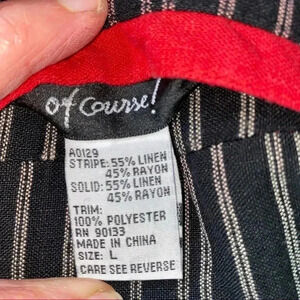 of course!
A0129
STRIPE: 55% LINEN
45% RAYON
SOLID: 55% LINEN
45% RAYON
TRIM:
100% POLYESTER
RN 90133
MADE IN CHINA
SIZE: L
CARE SEE REVERSE